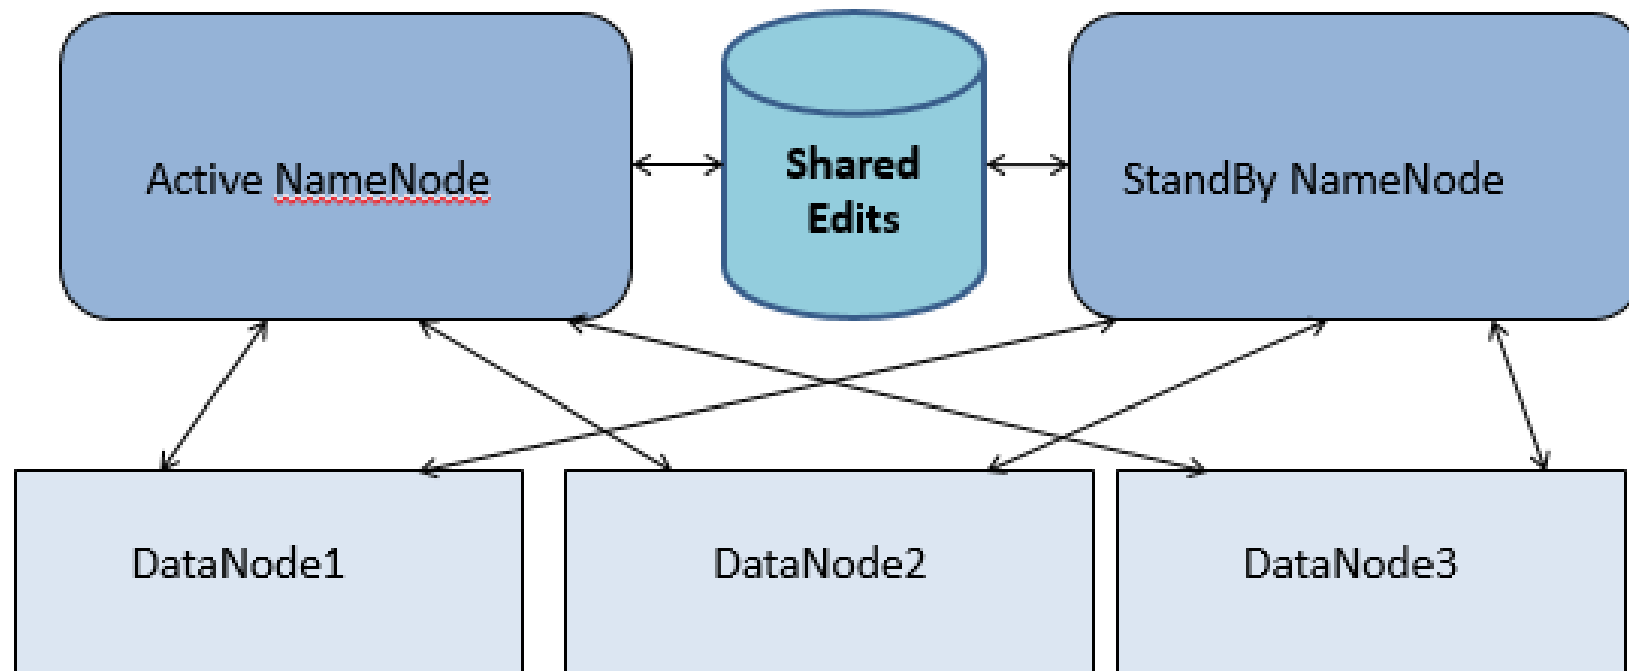 Active NameNode
Shared
Edits
StandBy NameNode
DataNode1
DataNode2
DataNode3